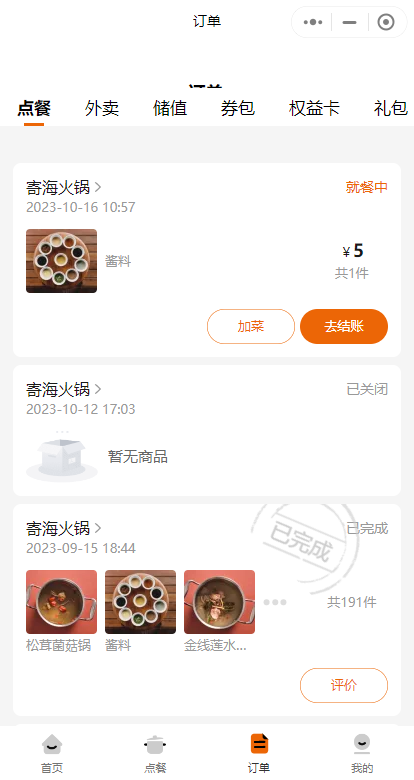 订单
订单
点餐 外卖 储值 券包 权益卡 礼包
寄海火锅 > 就餐中
2023-10-16 10:57
酱料
¥ 5
共1件
加菜 去结账
寄海火锅 > 已关闭
2023-10-12 17:03
暂无商品
寄海火锅 > 已完成
2023-09-15 18:44
已完成
共191件
松茸菌菇锅 酱料 金线莲水...
评价
首页 点餐 订单 我的